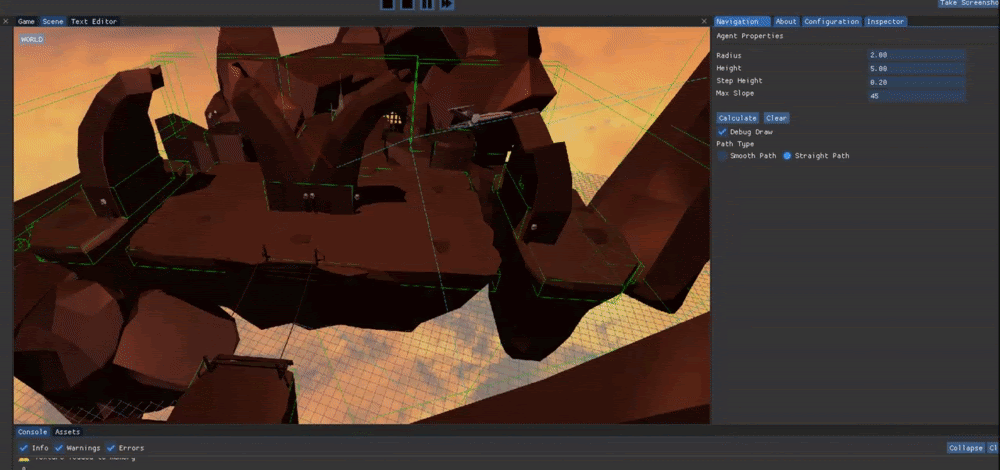 Take Screensho
Game Scene Text Editor
Navigation About Configuration Inspector
WORLD
Agent Properties
Radius 2.00
Height 5.00
Step Height 0.20
Max Slope 45
Calculate Clear
Debug Draw
Path Type
Smooth Path Straight Path
Console Assets
Info Warnings Errors
Collapse Cl